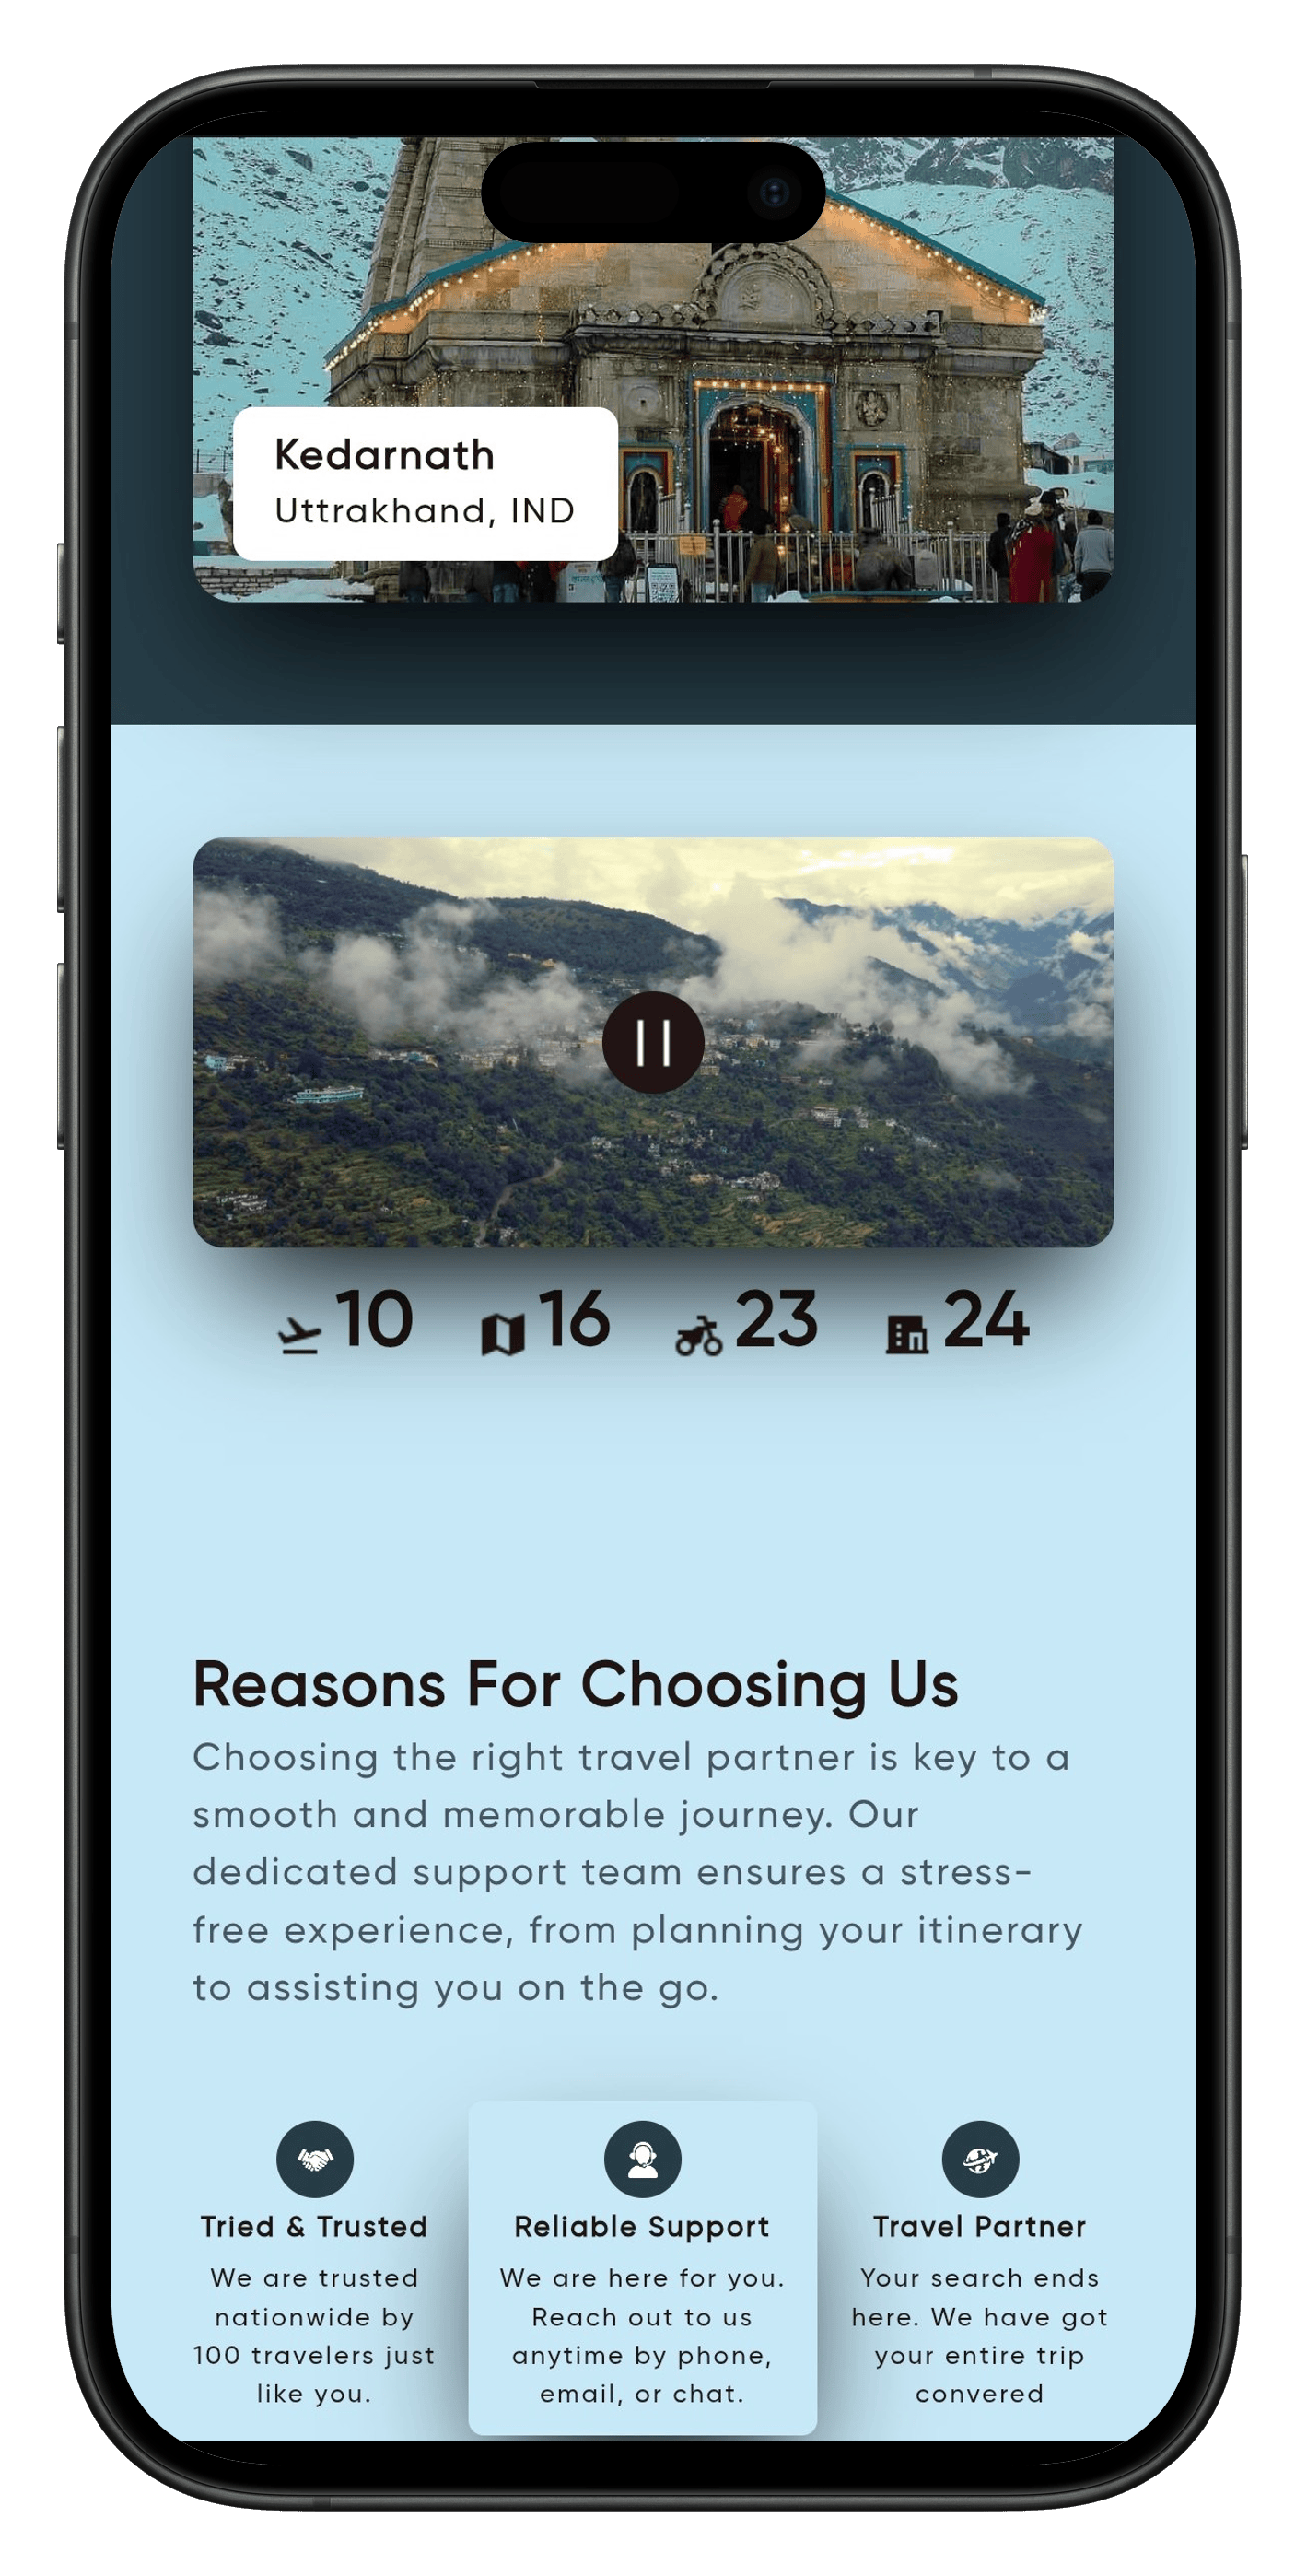 Kedarnath
Uttrakhand, IND
10 16 23 24
Reasons For Choosing Us
Choosing the right travel partner is key to a
smooth and memorable journey. Our
dedicated support team ensures a stress-
free experience, from planning your itinerary
to assisting you on the go.
Tried & Trusted
We are trusted
nationwide by
100 travelers just
like you.
Reliable Support
We are here for you.
Reach out to us
anytime by phone,
email, or chat.
Travel Partner
Your search ends
here. We have got
your entire trip
convered